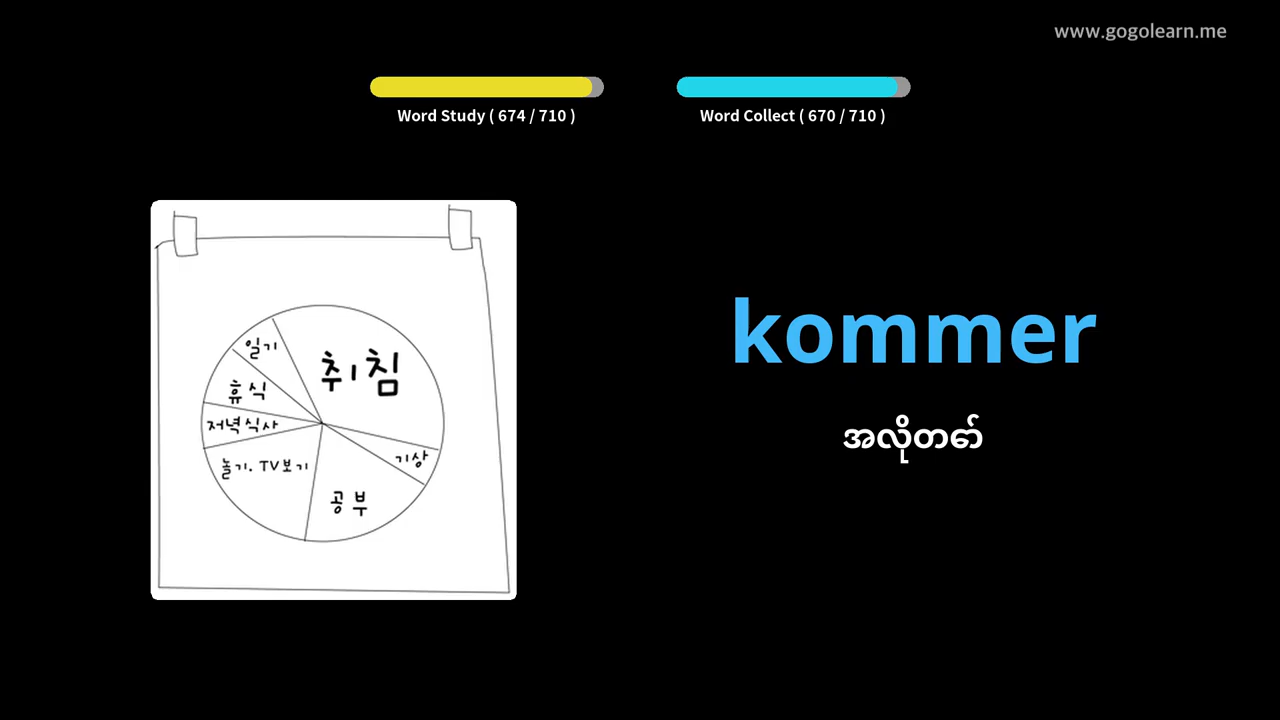 www.gogolearn.me
Word Study ( 674 / 710 )
Word Collect ( 670 / 710 )
일기
취침
휴식
저녁식사
놀기. TV보기
기상
공부
kommer
အလိုတော်